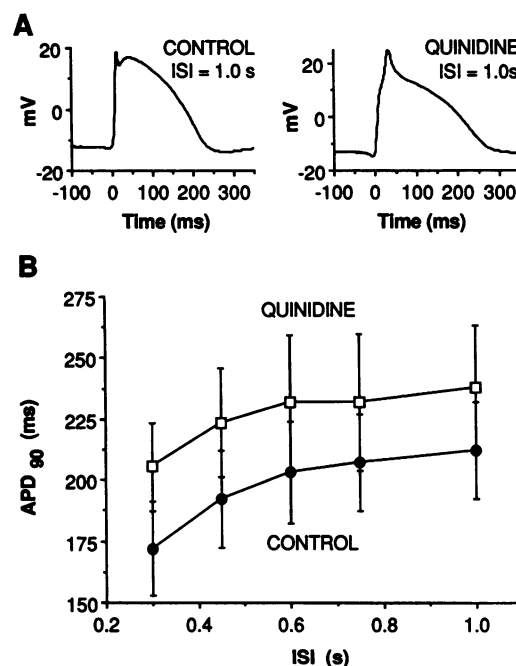 A
CONTROL
ISI = 1.0 s
20
0
-20
mV
-100 0 100 200 300
Time (ms)
QUINIDINE
ISI = 1.0s
20
0
-20
mV
-100 0 100 200 300
Time (ms)
B
275
250
225
200
175
150
APD90 (ms)
QUINIDINE
CONTROL
0.2 0.4 0.6 0.8 1.0
ISI (s)